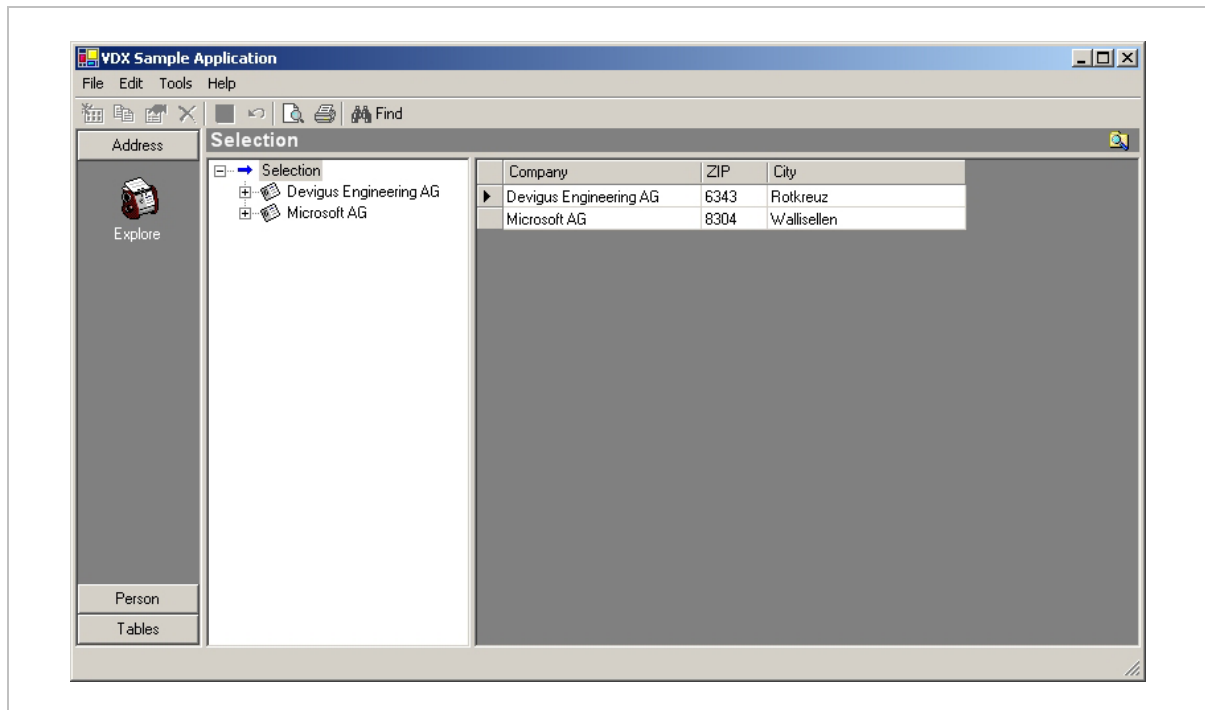 VDX Sample Application
File Edit Tools Help
Find
Address
Selection
Explore
Person
Tables
Selection
Devigus Engineering AG
Microsoft AG
Company ZIP City
Devigus Engineering AG 6343 Rotkreuz
Microsoft AG 8304 Wallisellen